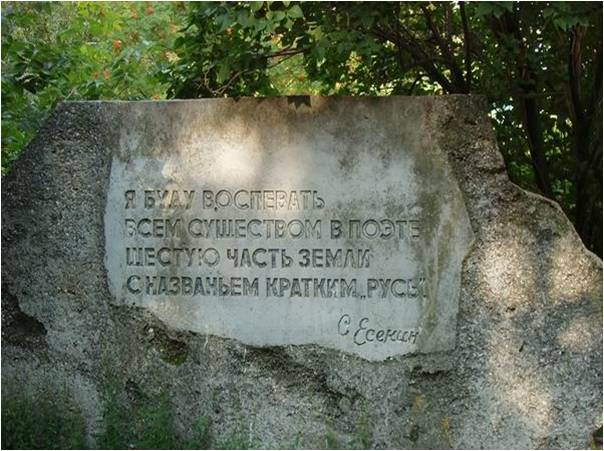 Я БУДУ ВОСПЕВАТЬ
ВСЕМ СУЩЕСТВОМ В ПОЭТЕ
ШЕСТУЮ ЧАСТЬ ЗЕМЛИ
С НАЗВАНЬЕМ КРАТКИМ „РУСЬ“
С Есенин